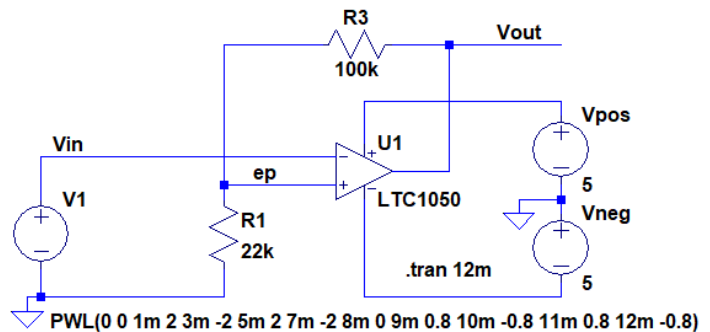 R3
100k
Vout
Vpos
Vin
U1
ep
V1
LTC1050
5
R1
Vneg
22k
.tran 12m
5
PWL(0 0 1m 2 3m -2 5m 2 7m -2 8m 0 9m 0.8 10m -0.8 11m 0.8 12m -0.8)